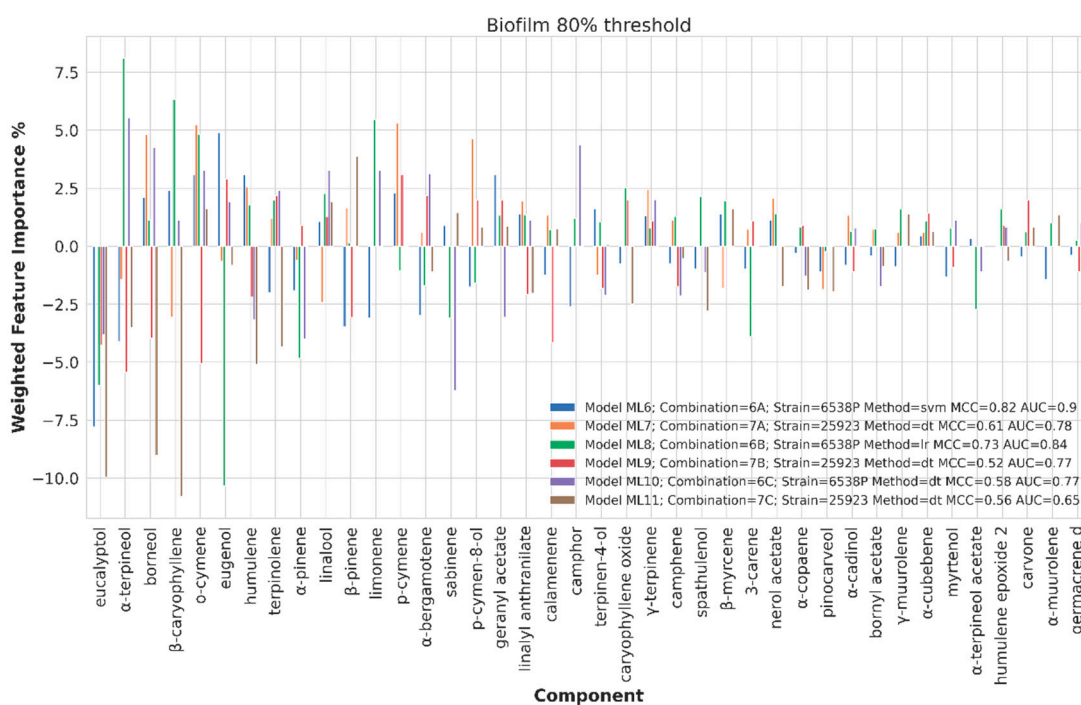 Biofilm 80% threshold
Weighted Feature Importance %
7.5
5.0
2.5
0.0
−2.5
−5.0
−7.5
−10.0
Model ML6; Combination=6A; Strain=6538P Method=svm MCC=0.82 AUC=0.9
Model ML7; Combination=7A; Strain=25923 Method=dt MCC=0.61 AUC=0.78
Model ML8; Combination=6B; Strain=6538P Method=lr MCC=0.73 AUC=0.84
Model ML9; Combination=7B; Strain=25923 Method=dt MCC=0.52 AUC=0.77
Model ML10; Combination=6C; Strain=6538P Method=dt MCC=0.58 AUC=0.77
Model ML11; Combination=7C; Strain=25923 Method=dt MCC=0.56 AUC=0.65
eucalyptol
α-terpineol
borneol
β-caryophyllene
o-cymene
eugenol
humulene
terpinolene
α-pinene
linalool
β-pinene
limonene
p-cymene
α-bergamotene
sabinene
p-cymen-8-ol
geranyl acetate
linalyl anthranilate
calamenene
camphor
terpinen-4-ol
caryophyllene oxide
γ-terpinene
camphene
spathulenol
β-myrcene
3-carene
nerol acetate
α-copaene
pinocarveol
α-cadinol
bornyl acetate
γ-muurolene
α-cubebene
myrtenol
α-terpineol acetate
humulene epoxide 2
carvone
α-muurolene
germacrene d
Component